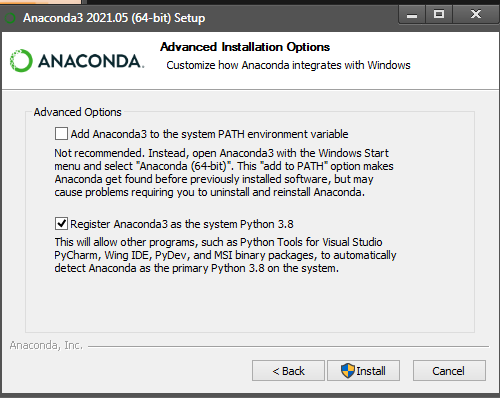 Anaconda3 2021.05 (64-bit) Setup
ANACONDA.
Advanced Installation Options
Customize how Anaconda integrates with Windows
Advanced Options
Add Anaconda3 to the system PATH environment variable
Not recommended. Instead, open Anaconda3 with the Windows Start
menu and select "Anaconda (64-bit)". This "add to PATH" option makes
Anaconda get found before previously installed software, but may
cause problems requiring you to uninstall and reinstall Anaconda.
Register Anaconda3 as the system Python 3.8
This will allow other programs, such as Python Tools for Visual Studio
PyCharm, Wing IDE, PyDev, and MSI binary packages, to automatically
detect Anaconda as the primary Python 3.8 on the system.
Anaconda, Inc.
< Back
Install
Cancel